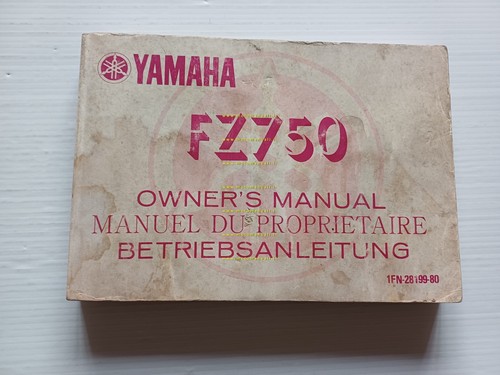 YAMAHA
FZ750
OWNER'S MANUAL
MANUEL DU PROPRIETAIRE
BETRIEBSANLEITUNG
1FN-28199-80